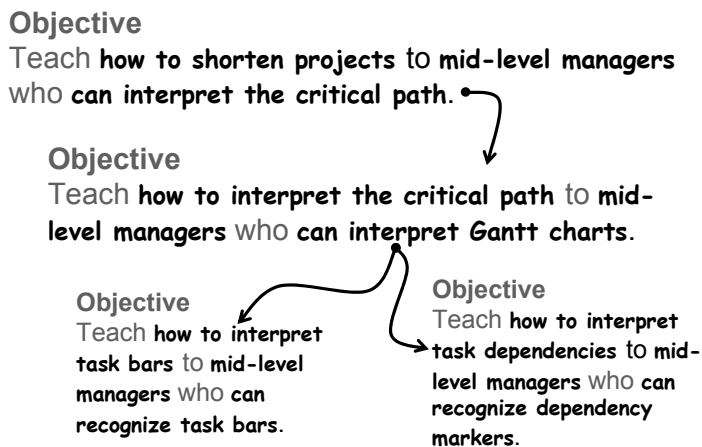 Objective
Teach how to shorten projects to mid-level managers
who can interpret the critical path.
Objective
Teach how to interpret the critical path to mid-
level managers who can interpret Gantt charts.
Objective
Teach how to interpret
task bars to mid-level
managers who can
recognize task bars.
Objective
Teach how to interpret
task dependencies to mid-
level managers who can
recognize dependency
markers.